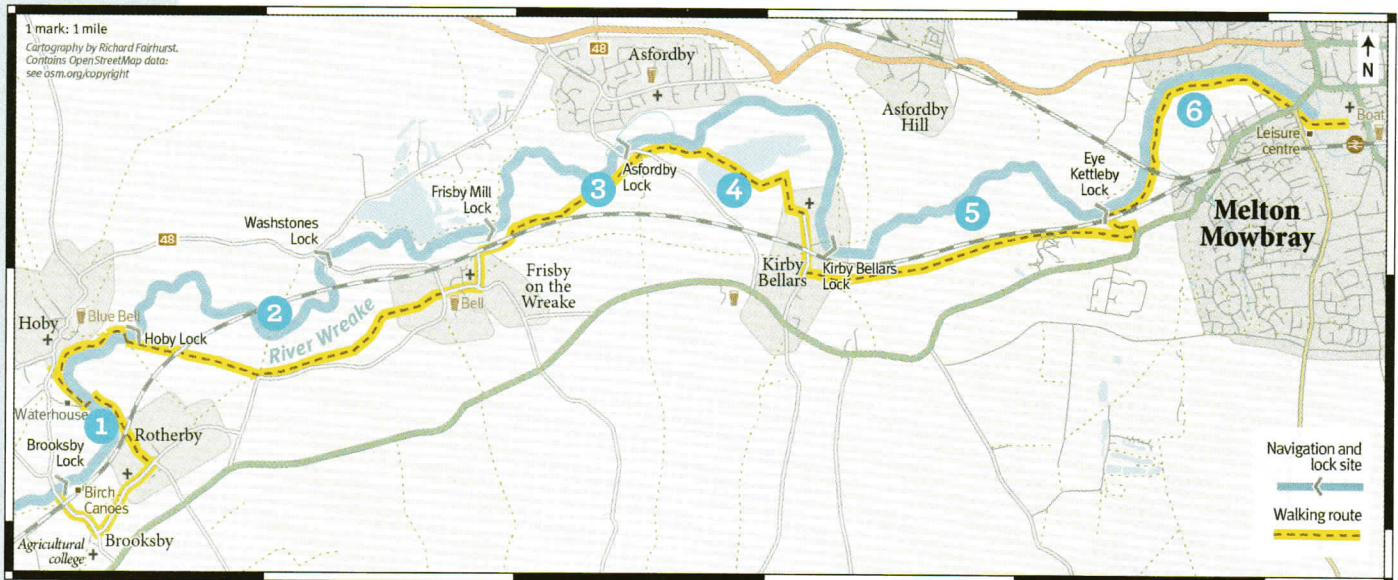 1 mark: 1 mile
Cartography by Richard Fairhurst.
Contains OpenStreetMap data:
see osm.org/copyright
48
Asfordby
N
Asfordby
Hill
6
Boat
Leisure
centre
Eye
Kettleby
Lock
Asfordby
Lock
3
4
Frisby Mill
Lock
5
Melton
Mowbray
Washstones
Lock
48
Kirby
Bellars
Kirby Bellars
Lock
Frisby
on the
Wreake
Bell
2
River Wreake
Blue Bell
Hoby
Hoby Lock
Waterhouse
1
Rotherby
Brooksby
Lock
Birch
Canoes
Brooksby
Agricultural
college
Navigation and
lock site
Walking route